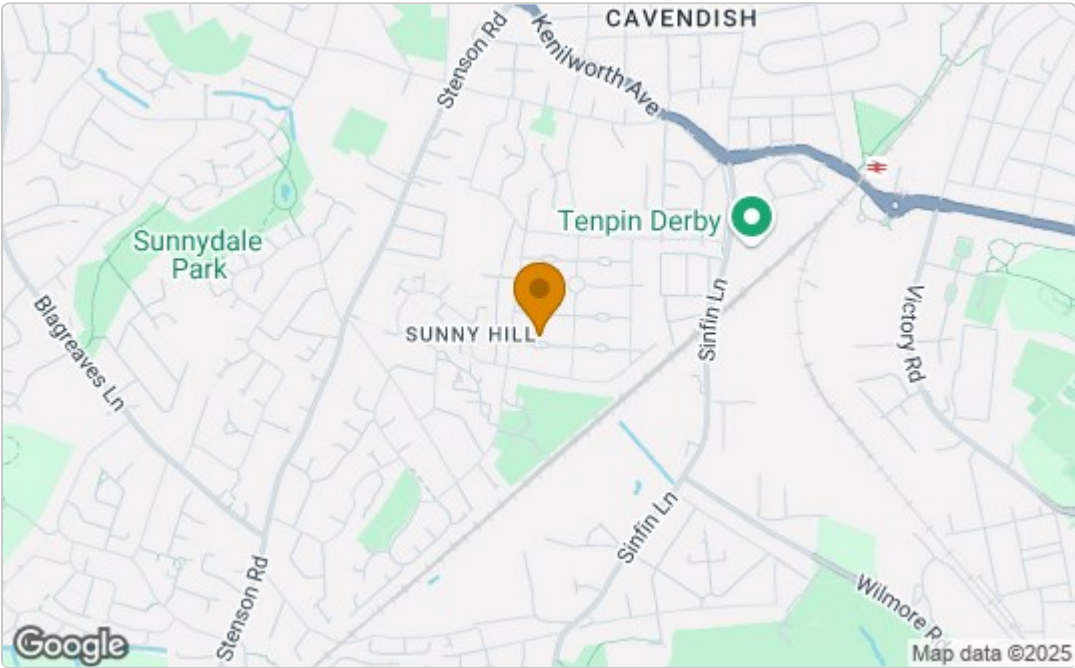 CAVENDISH
Stenson Rd
Kenilworth Ave
Tenpin Derby
Sunnydale
Park
Blagreaves Ln
SUNNY HILL
Sinfin Ln
Victory Rd
Sinfin Ln
Stenson Rd
Wilmore R
Google
Map data ©2025